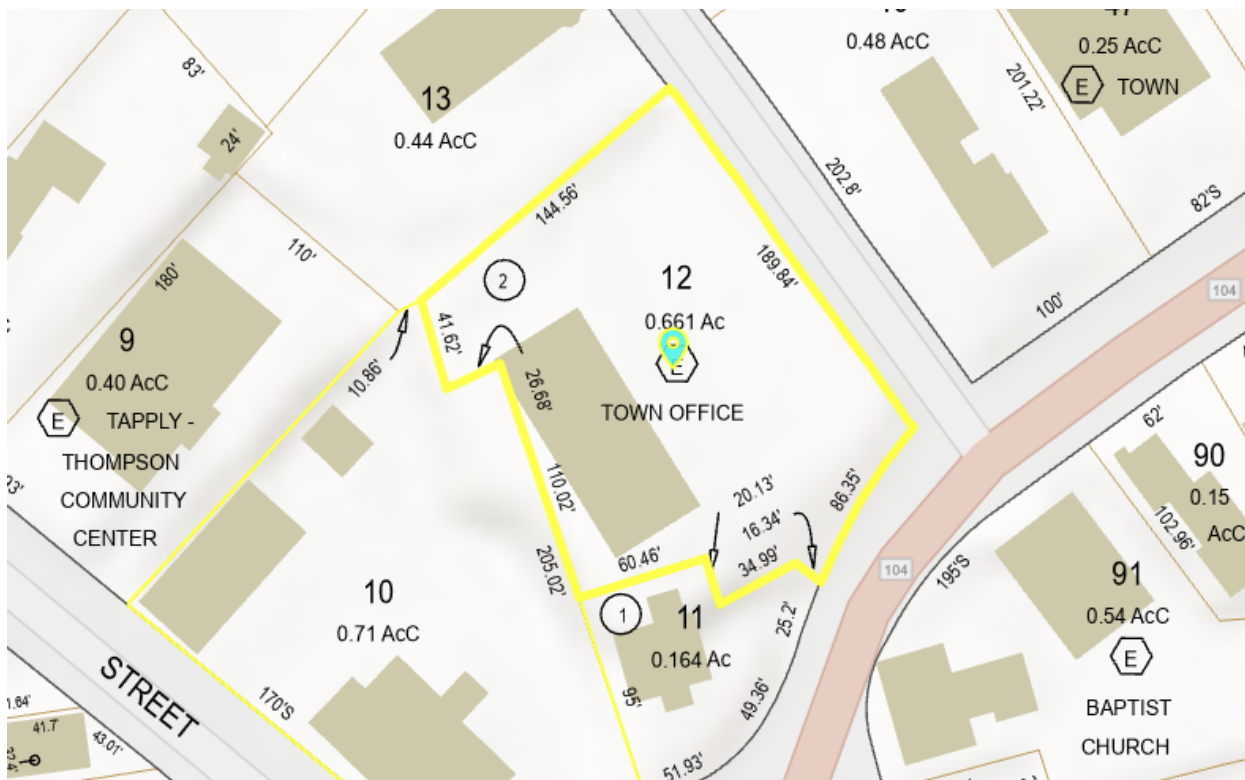 47
0.48 AcC
0.25 AcC
E
TOWN
83'
13
0.44 AcC
201.22'
24'
202.8'
82'S
144.56'
110'
180'
2
12
189.84'
104
100'
0.661 Ac
9
41.62'
E
0.40 AcC
10.86'
26.68'
TOWN OFFICE
E
TAPPLY -
THOMPSON
COMMUNITY
CENTER
62'
90
0.15
AcC
102.96'
110.02'
20.13'
86.35'
16.34'
60.46'
34.99'
205.02'
104
195'S
91
0.54 AcC
E
10
0.71 AcC
1
11
0.164 Ac
25.2'
95'
STREET
170'S
49.36'
BAPTIST
CHURCH
41.7'
43.01'
51.93'